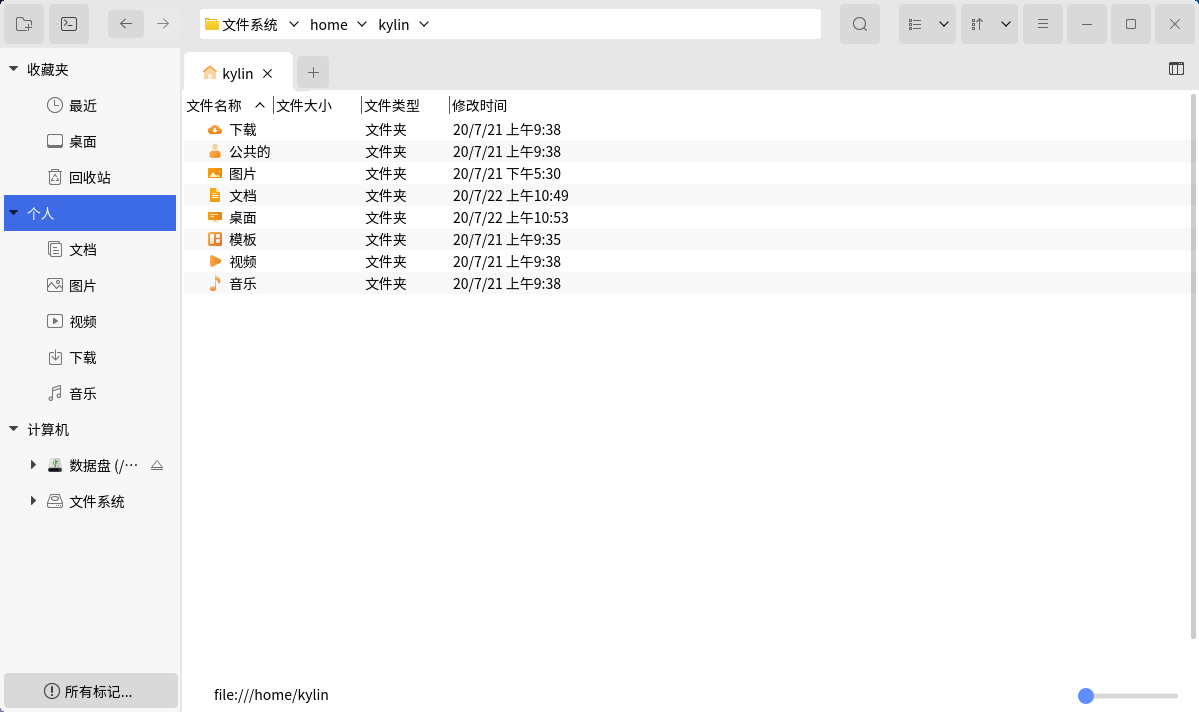 文件系统 home kylin
收藏夹
最近
桌面
回收站
个人
文档
图片
视频
下载
音乐
计算机
数据盘 (/···
文件系统
所有标记...
kylin
文件名称 文件大小 文件类型 修改时间
下载 文件夹 20/7/21 上午9:38
公共的 文件夹 20/7/21 上午9:38
图片 文件夹 20/7/21 下午5:30
文档 文件夹 20/7/22 上午10:49
桌面 文件夹 20/7/22 上午10:53
模板 文件夹 20/7/21 上午9:35
视频 文件夹 20/7/21 上午9:38
音乐 文件夹 20/7/21 上午9:38
file:///home/kylin